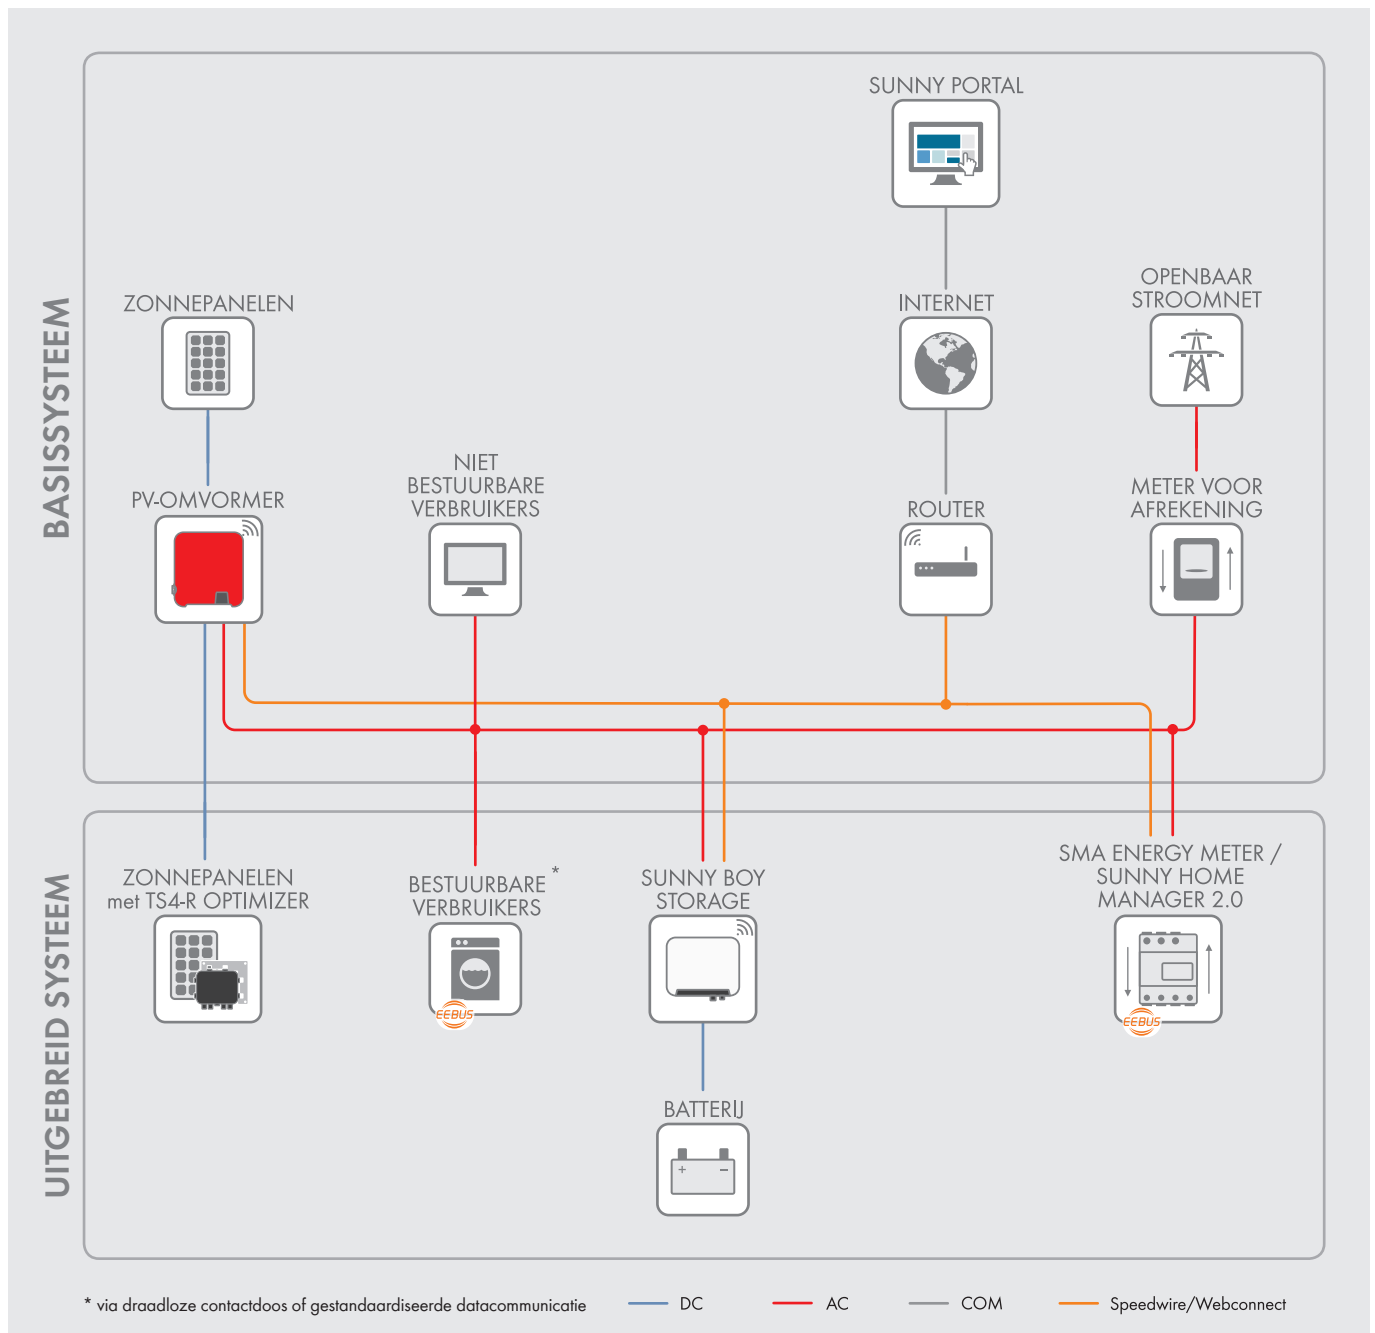 BASISSYSTEEM
SUNNY PORTAL
ZONNEPANELEN
INTERNET
OPENBAAR
STROOMNET
PV-OMVORMER
NIET
BESTUURBARE
VERBRUIKERS
ROUTER
METER VOOR
AFREKENING
UITGEBREID SYSTEEM
ZONNEPANELEN
met TS4-R OPTIMIZER
BESTUURBARE *
VERBRUIKERS
EEBUS
SUNNY BOY
STORAGE
SMA ENERGY METER /
SUNNY HOME
MANAGER 2.0
EEBUS
BATTERIJ
+ −
* via draadloze contactdoos of gestandaardiseerde datacommunicatie
DC
AC
COM
Speedwire/Webconnect